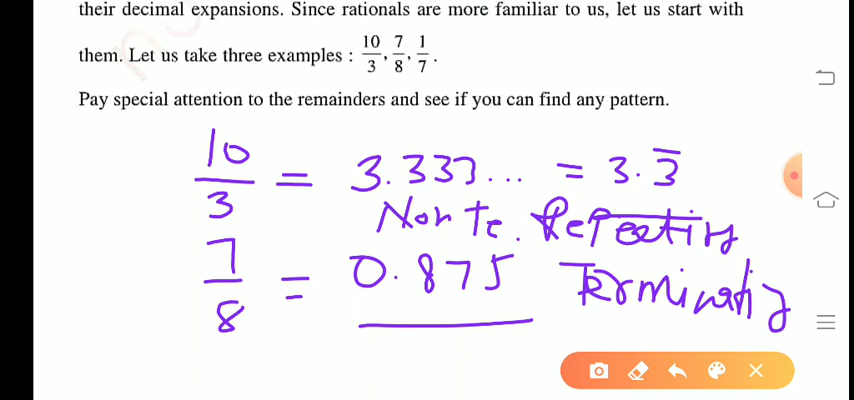 their decimal expansions. Since rationals are more familiar to us, let us start with
them. Let us take three examples : 10/3, 7/8, 1/7.
Pay special attention to the remainders and see if you can find any pattern.
10/3 = 3.333... = 3.3̅
Non te. Repeating
7/8 = 0.875 Terminating